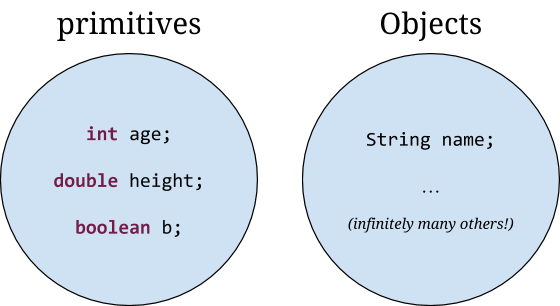 primitives
int age;
double height;
boolean b;
Objects
String name;
...
(infinitely many others!)